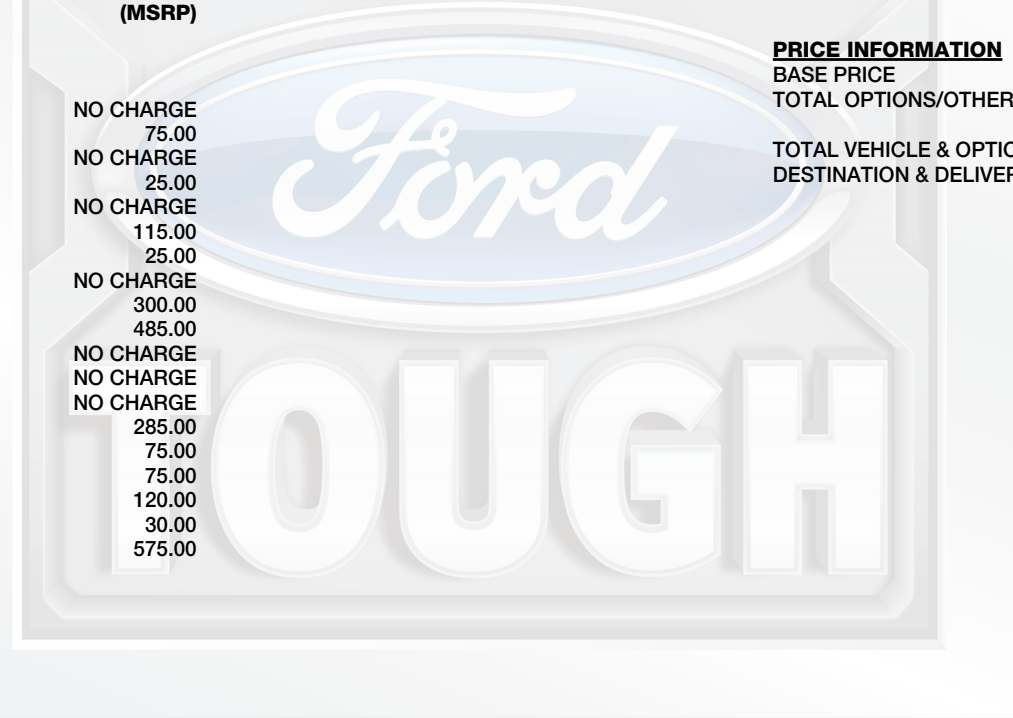 (MSRP)
NO CHARGE
75.00
NO CHARGE
25.00
NO CHARGE
115.00
25.00
NO CHARGE
300.00
485.00
NO CHARGE
NO CHARGE
NO CHARGE
285.00
75.00
75.00
120.00
30.00
575.00
PRICE INFORMATION
BASE PRICE
TOTAL OPTIONS/OTHER
TOTAL VEHICLE & OPTIO
DESTINATION & DELIVER
Ford
TOUGH